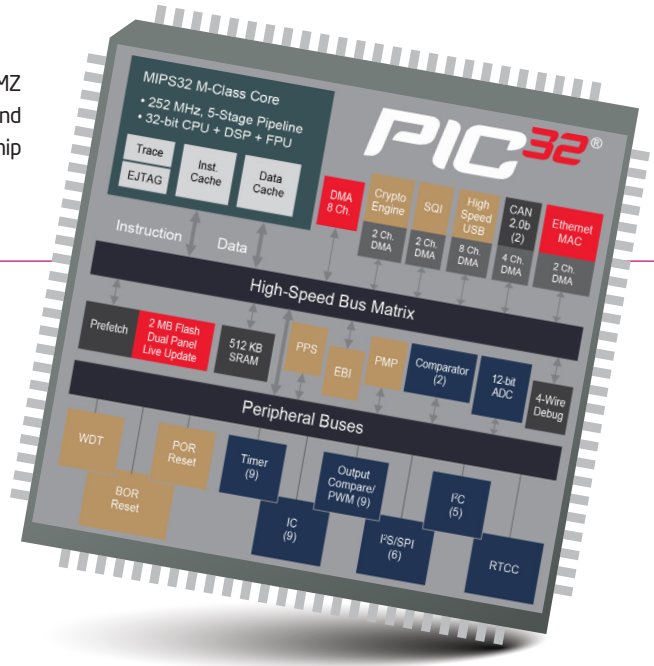 MZ
nd
hip
MIPS32 M-Class Core
• 252 MHz, 5-Stage Pipeline
• 32-bit CPU + DSP + FPU
Trace
EJTAG
Inst.
Cache
Data
Cache
PIC32®
DMA
8 Ch.
Crypto
Engine
2 Ch.
DMA
SQI
2 Ch.
DMA
High
Speed
USB
8 Ch.
DMA
CAN
2.0b
(2)
4 Ch.
DMA
Ethernet
MAC
2 Ch.
DMA
Instruction
Data
High-Speed Bus Matrix
Prefetch
2 MB Flash
Dual Panel
Live Update
512 KB
SRAM
PPS
EBI
PMP
Comparator
(2)
12-bit
ADC
4-Wire
Debug
Peripheral Buses
WDT
BOR
Reset
POR
Reset
Timer
(9)
IC
(9)
Output
Compare/
PWM (9)
I²S/SPI
(6)
I²C
(5)
RTCC